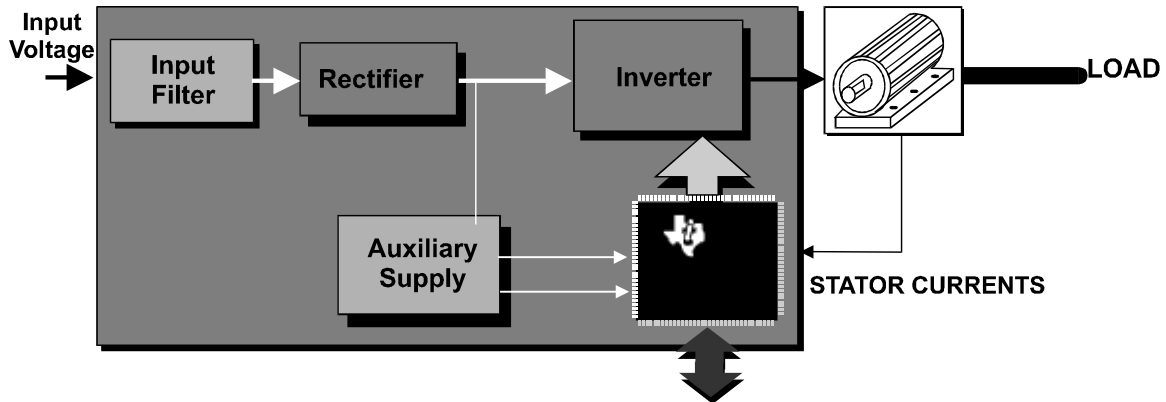 Input
Voltage
Input
Filter
Rectifier
Inverter
LOAD
Auxiliary
Supply
STATOR CURRENTS